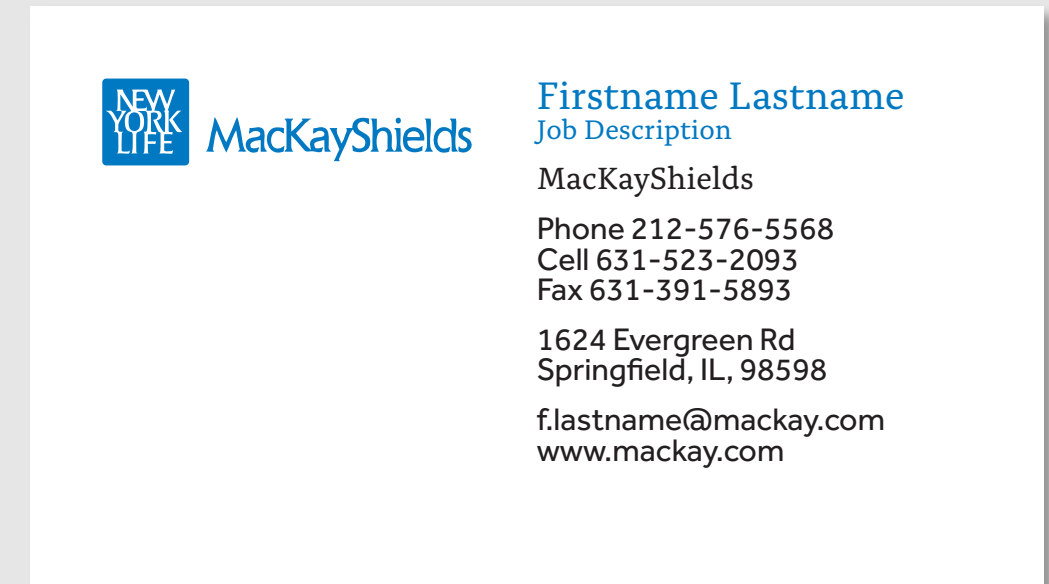 NEW
YORK
LIFE
MacKayShields
Firstname Lastname
Job Description
MacKayShields
Phone 212-576-5568
Cell 631-523-2093
Fax 631-391-5893
1624 Evergreen Rd
Springfield, IL, 98598
f.lastname@mackay.com
www.mackay.com